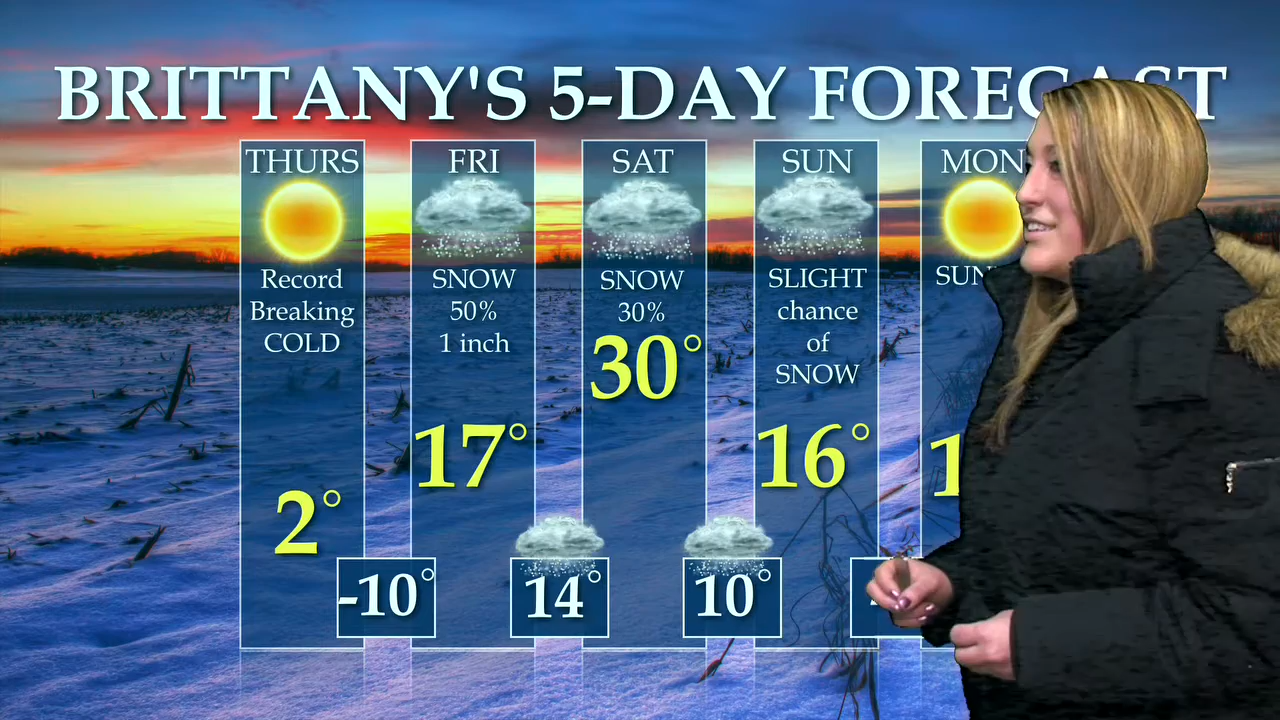 BRITTANY'S 5-DAY FORECAST
THURS
Record
Breaking
COLD
2°
-10°
FRI
SNOW
50%
1 inch
17°
14°
SAT
SNOW
30%
30°
10°
SUN
SLIGHT
chance
of
SNOW
16°
MON